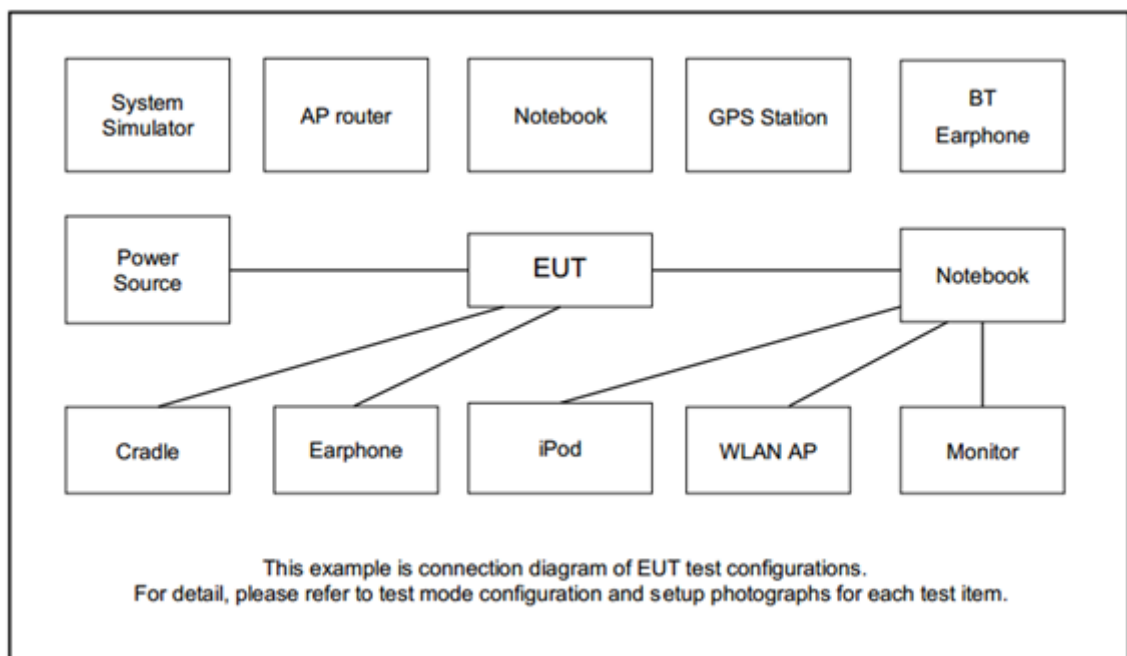 System
Simulator
AP router
Notebook
GPS Station
BT
Earphone
Power
Source
EUT
Notebook
Cradle
Earphone
iPod
WLAN AP
Monitor
This example is connection diagram of EUT test configurations.
For detail, please refer to test mode configuration and setup photographs for each test item.